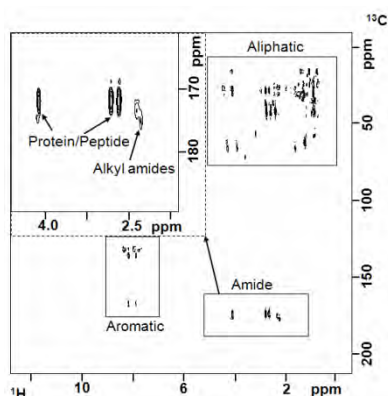 13C
Aliphatic
170
ppm
Protein/Peptide
Alkyl amides
180
4.0
2.5
ppm
50
100
150
200
ppm
Amide
Aromatic
1H
10
6
2
ppm